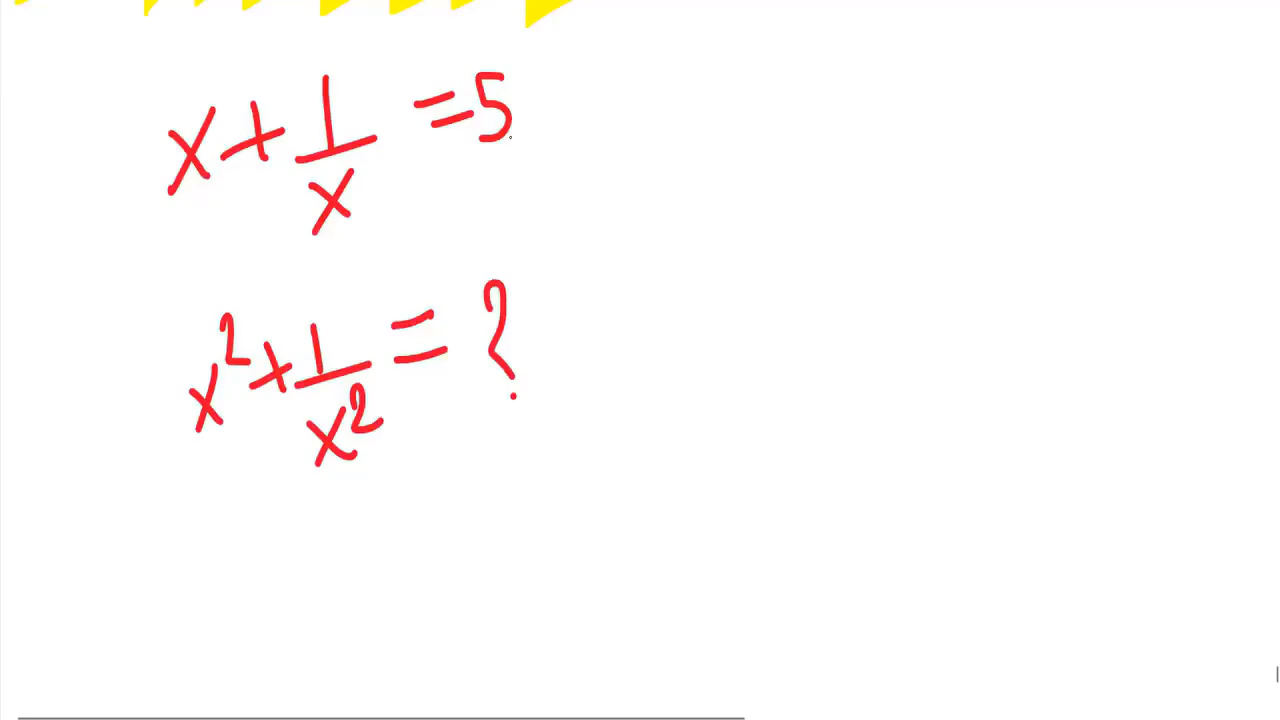 x + 1/x = 5
x² + 1/x² = ?